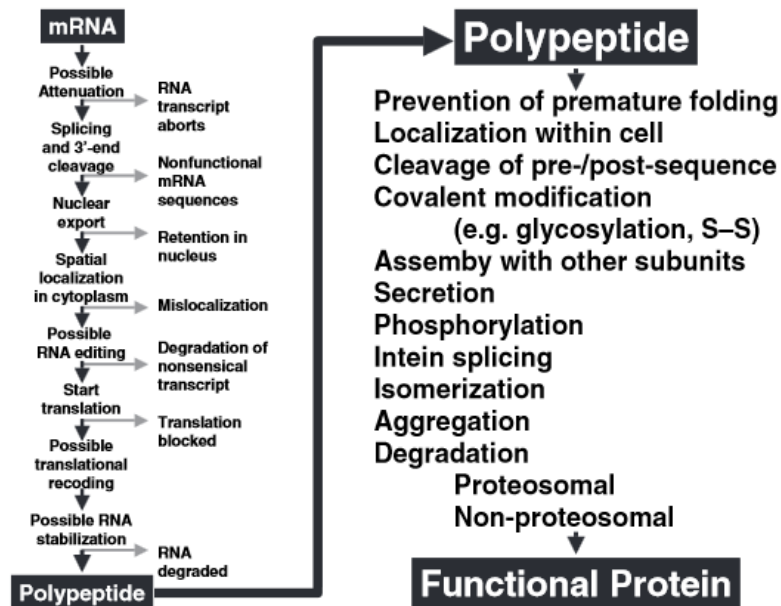 mRNA
Possible
Attenuation
RNA
transcript
aborts
Splicing
and 3'-end
cleavage
Nonfunctional
mRNA
sequences
Nuclear
export
Retention in
nucleus
Spatial
localization
in cytoplasm
Mislocalization
Possible
RNA editing
Degradation of
nonsensical
transcript
Start
translation
Translation
blocked
Possible
translational
recoding
Possible RNA
stabilization
RNA
degraded
Polypeptide
Polypeptide
Prevention of premature folding
Localization within cell
Cleavage of pre-/post-sequence
Covalent modification
(e.g. glycosylation, S–S)
Assemby with other subunits
Secretion
Phosphorylation
Intein splicing
Isomerization
Aggregation
Degradation
Proteosomal
Non-proteosomal
Functional Protein